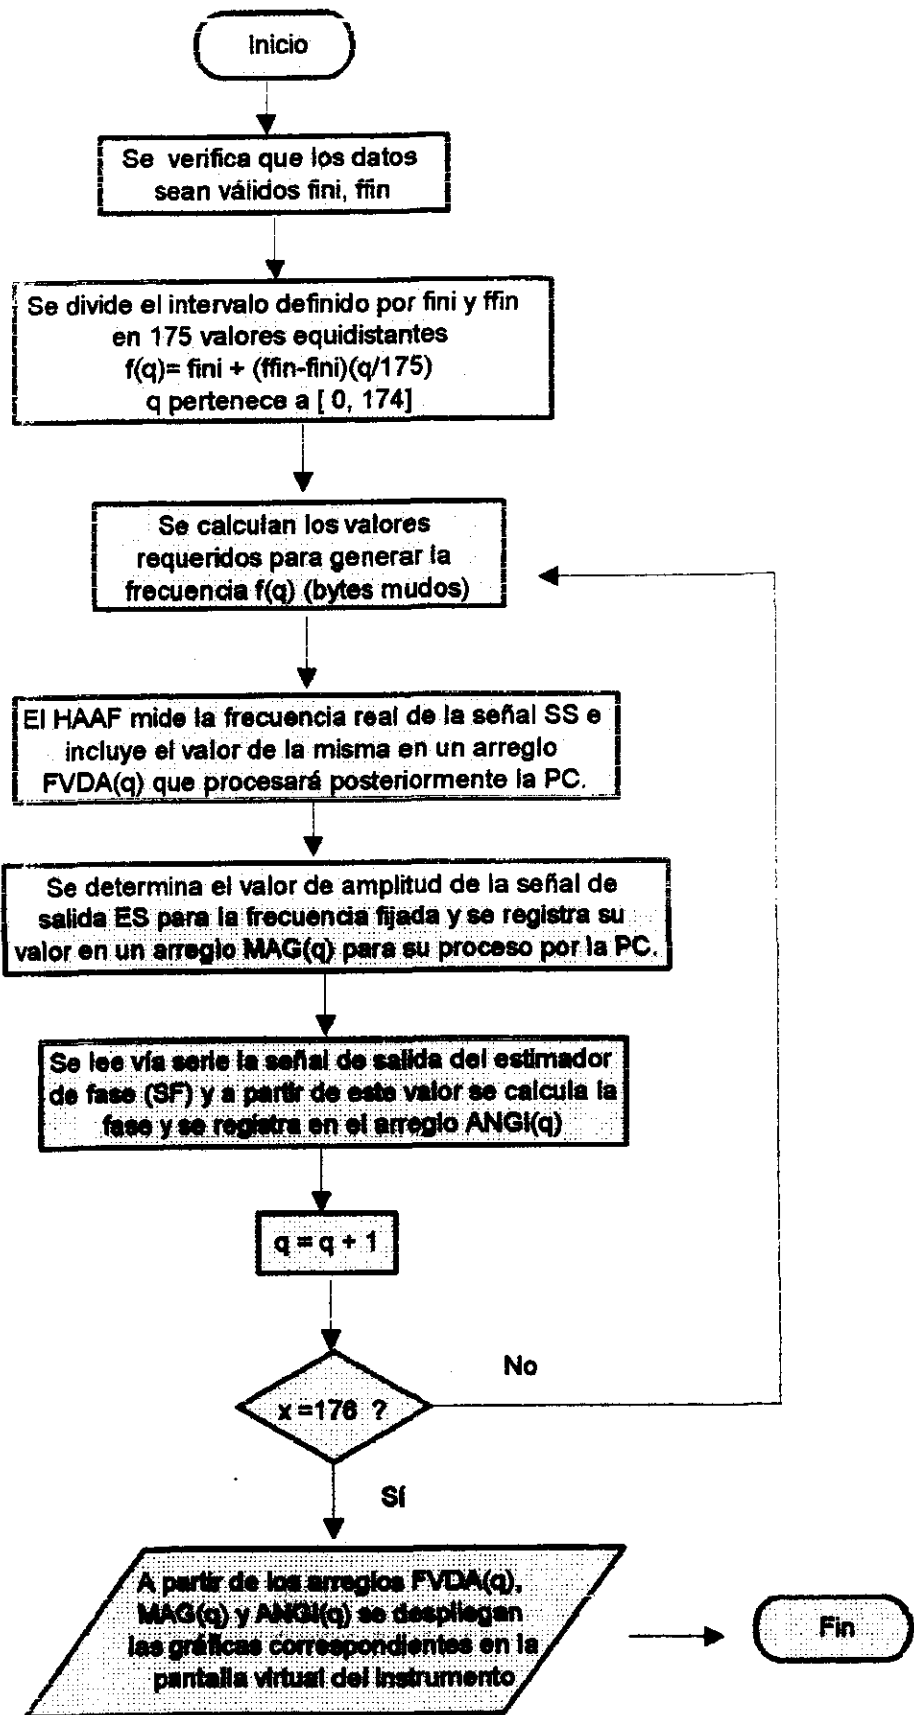 Inicio
Se verifica que los datos
sean válidos fini, ffin
Se divide el intervalo definido por fini y ffin
en 175 valores equidistantes
f(q)= fini + (ffin-fini)(q/175)
q pertenece a [ 0, 174]
Se calculan los valores
requeridos para generar la
frecuencia f(q) (bytes mudos)
El HAAF mide la frecuencia real de la señal SS e
incluye el valor de la misma en un arreglo
FVDA(q) que procesará posteriormente la PC.
Se determina el valor de amplitud de la señal de
salida ES para la frecuencia fijada y se registra su
valor en un arreglo MAG(q) para su proceso por la PC.
Se lee vía serie la señal de salida del estimador
de fase (SF) y a partir de este valor se calcula la
fase y se registra en el arreglo ANGI(q)
q = q + 1
No
x =176 ?
Sí
A partir de los arreglos FVDA(q),
MAG(q) y ANGI(q) se despliegan
las gráficas correspondientes en la
pantalla virtual del instrumento
Fin